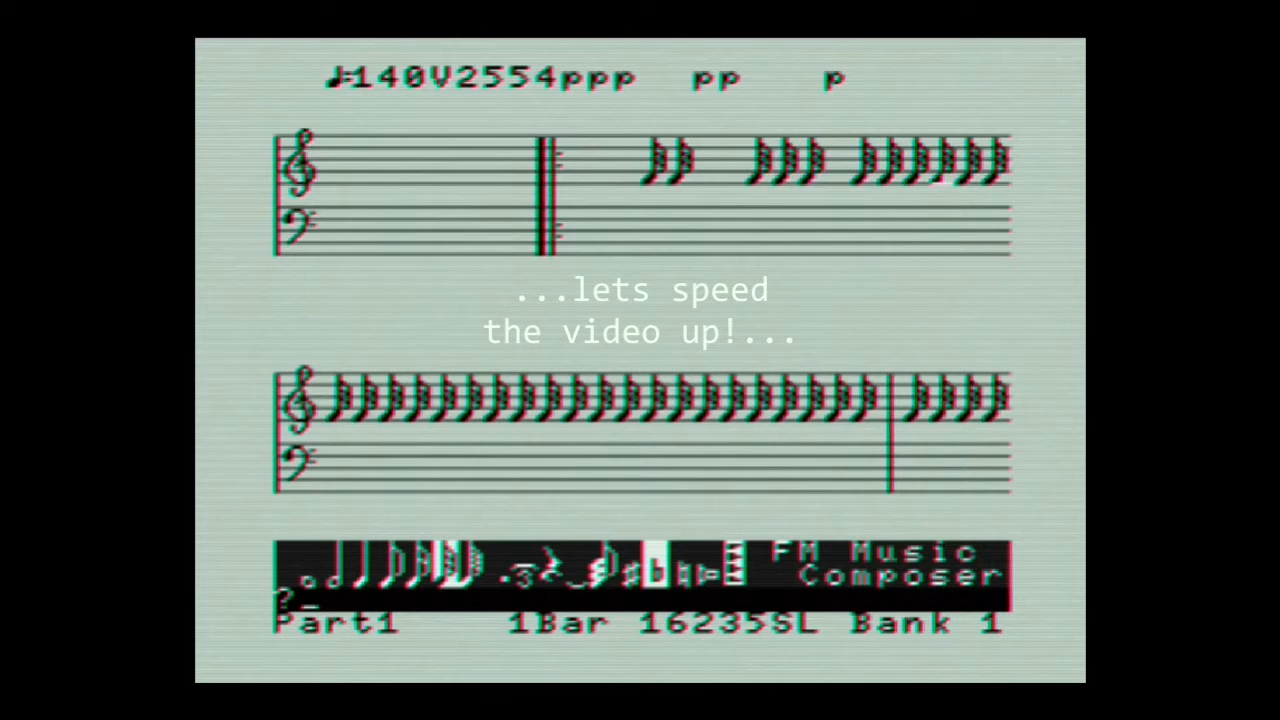 ♩=140V2554ppp pp p
...lets speed
the video up!...
FM Music
Composer
?_
Part1 1Bar 16235SL Bank 1